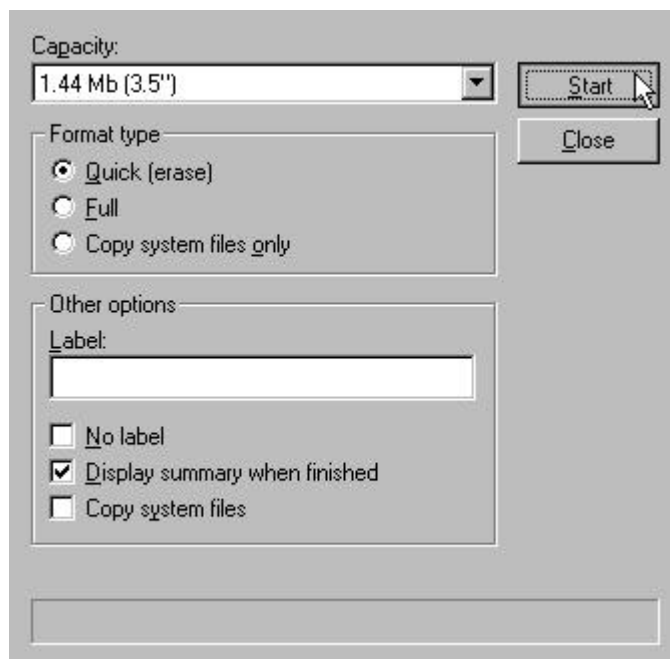 Capacity:
1.44 Mb (3.5")
Start
Close
Format type
Quick (erase)
Full
Copy system files only
Other options
Label:
No label
Display summary when finished
Copy system files